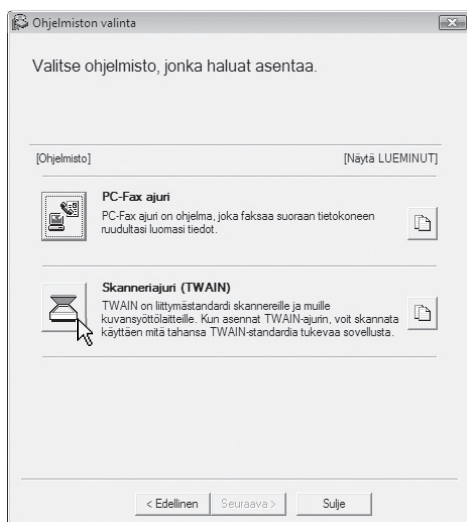 Ohjelmiston valinta
Valitse ohjelmisto, jonka haluat asentaa.
[Ohjelmisto] [Näytä LUEMINUT]
PC-Fax ajuri
PC-Fax ajuri on ohjelma, joka faksaa suoraan tietokoneen
ruudultasi luomasi tiedot.
Skanneriajuri (TWAIN)
TWAIN on liittymästandardi skannereille ja muille
kuvansyöttölaitteille. Kun asennat TWAIN-ajurin, voit skannata
käyttäen mitä tahansa TWAIN-standardia tukevaa sovellusta.
< Edellinen Seuraava > Sulje